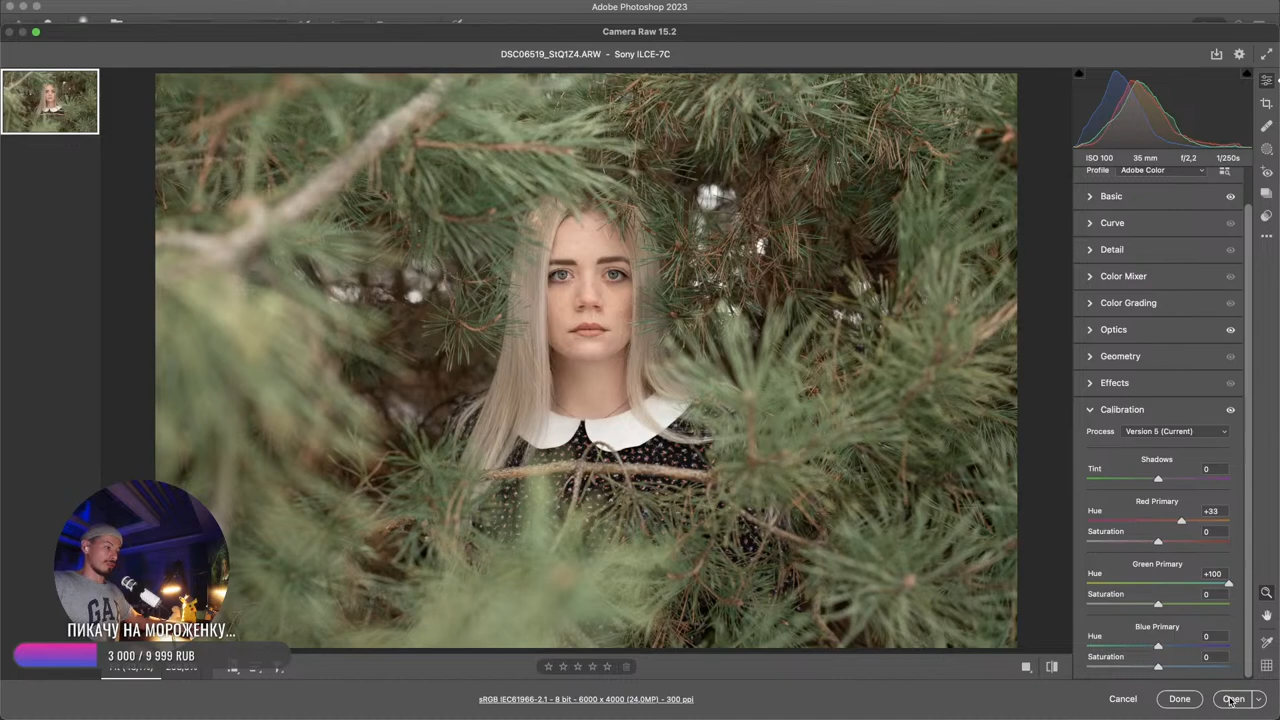 Adobe Photoshop 2023
Camera Raw 15.2
DSC06519_StQ1Z4.ARW - Sony ILCE-7C
ISO 100 35 mm f/2,2 1/250s
Profile Adobe Color
Basic
Curve
Detail
Color Mixer
Color Grading
Optics
Geometry
Effects
Calibration
Process Version 5 (Current)
Shadows
Tint 0
Red Primary
Hue +33
Saturation 0
Green Primary
Hue +100
Saturation 0
Blue Primary
Hue 0
Saturation 0
GAP
ПИКАЧУ НА МОРОЖЕНКУ...
3 000 / 9 999 RUB
sRGB IEC61966-2.1 - 8 bit - 6000 x 4000 (24.0MP) - 300 ppi
Cancel Done Open